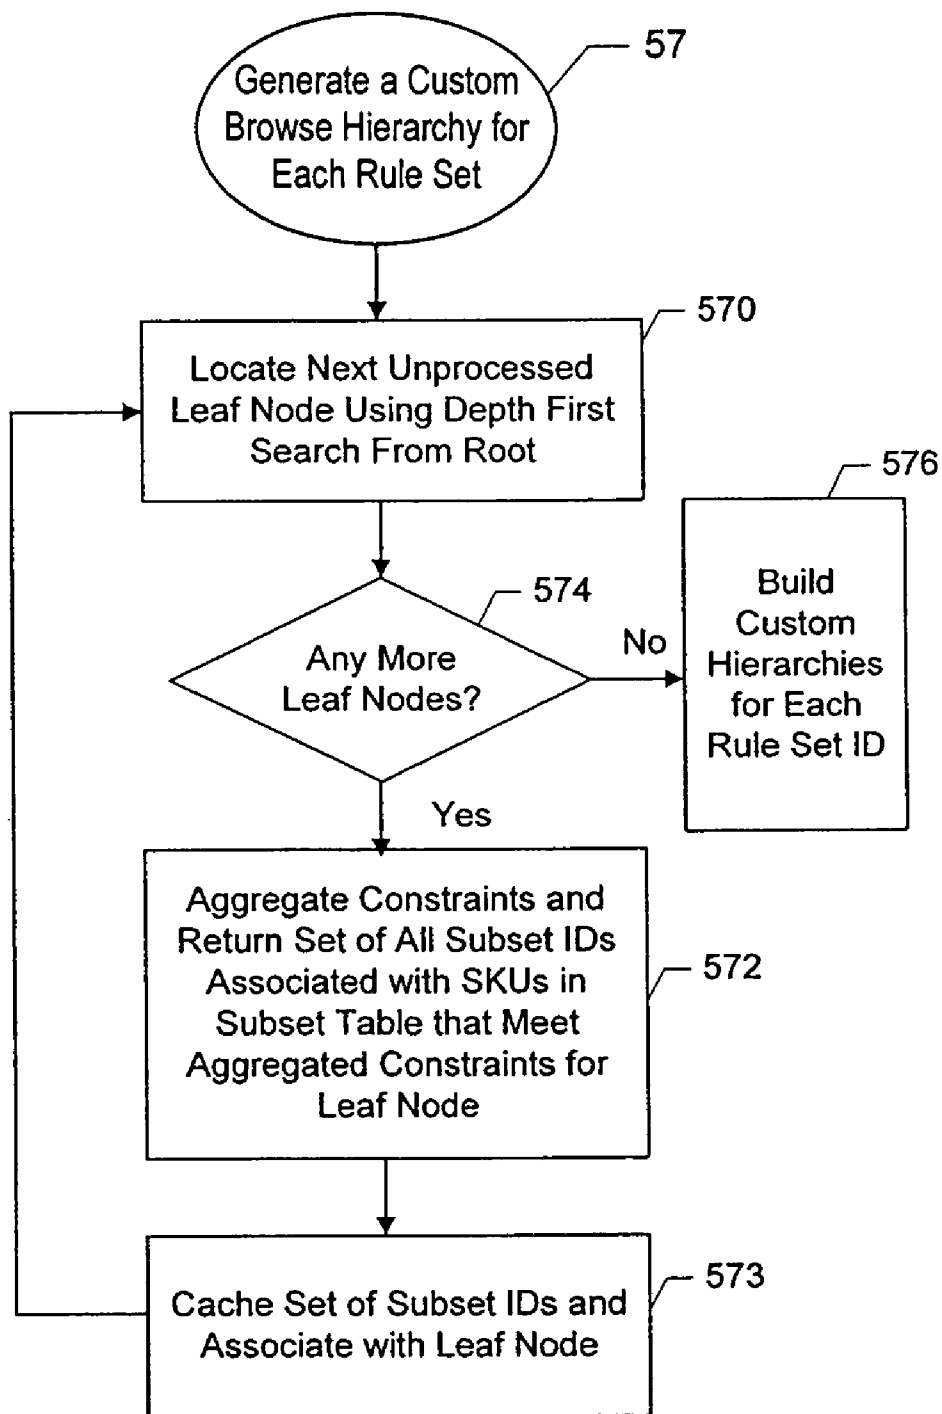 57
Generate a Custom
Browse Hierarchy for
Each Rule Set
570
Locate Next Unprocessed
Leaf Node Using Depth First
Search From Root
576
Build
Custom
Hierarchies
for Each
Rule Set ID
574
Any More
Leaf Nodes?
No
Yes
572
Aggregate Constraints and
Return Set of All Subset IDs
Associated with SKUs in
Subset Table that Meet
Aggregated Constraints for
Leaf Node
573
Cache Set of Subset IDs and
Associate with Leaf Node